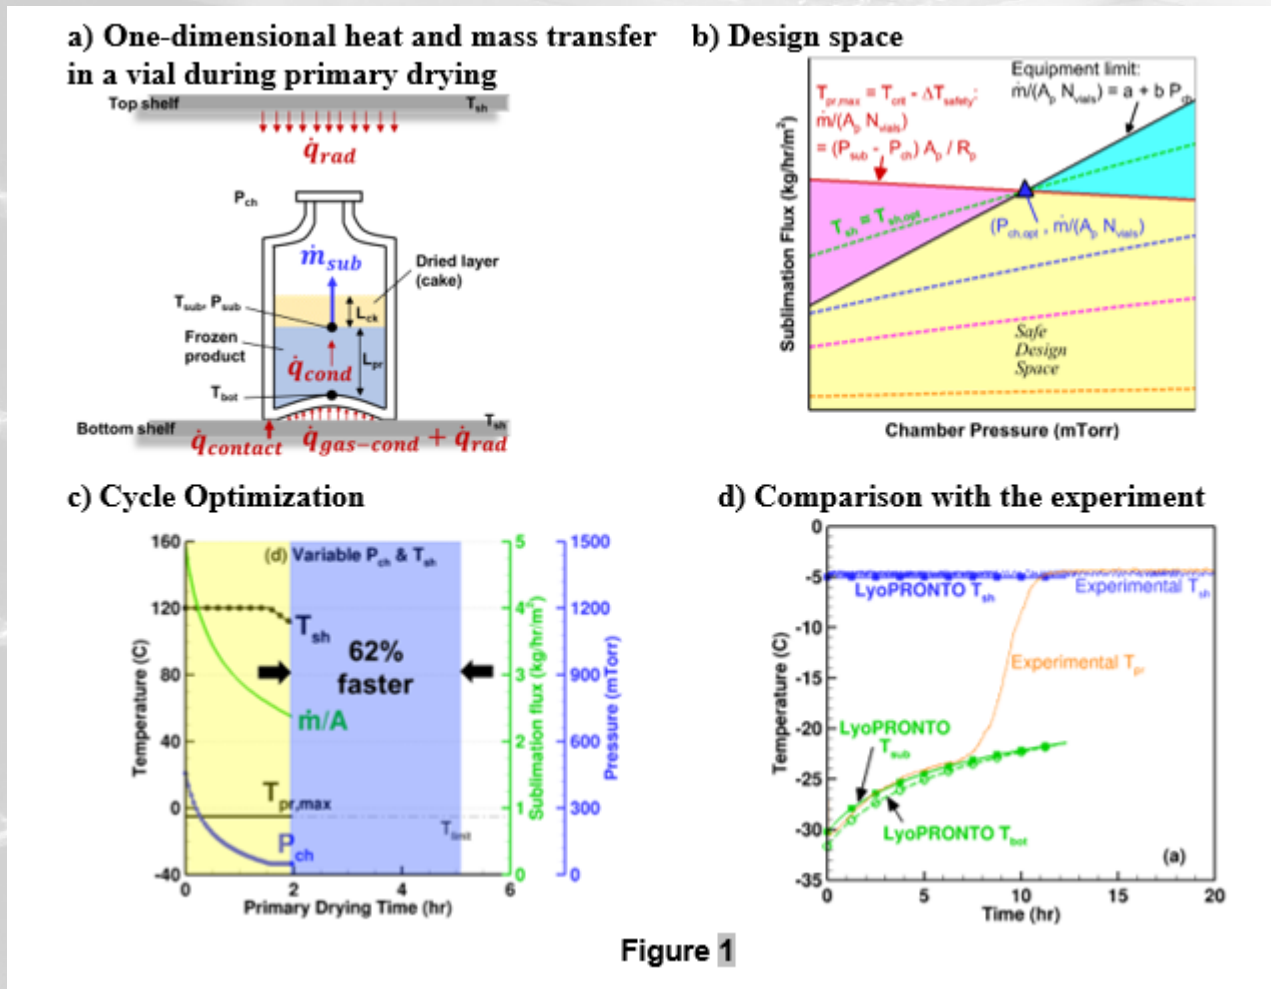 a) One-dimensional heat and mass transfer
in a vial during primary drying
Top shelf
T_sh
q̇_rad
P_ch
ṁ_sub
Dried layer
(cake)
T_sub, P_sub
L_ck
Frozen
product
q̇_cond
L_pr
T_bot
Bottom shelf
T_sh
q̇_contact
q̇_gas-cond + q̇_rad
b) Design space
Equipment limit:
ṁ/(A_p N_vials) = a + b P_ch
T_pr,max = T_crit - ΔT_safety:
ṁ/(A_p N_vials)
= (P_sub - P_ch) A_p / R_p
T_sh = T_sh,opt
(P_ch,opt , ṁ/(A_p N_vials)
Safe
Design
Space
Sublimation Flux (kg/hr/m²)
Chamber Pressure (mTorr)
c) Cycle Optimization
(d) Variable P_ch & T_sh
160
120
80
40
0
-40
Temperature (C)
T_sh
62%
faster
ṁ/A
T_pr,max
T_limit
P_ch
5
4
3
2
1
0
Sublimation flux (kg/hr/m²)
1500
1200
900
600
300
0
Pressure (mTorr)
0 2 4 6
Primary Drying Time (hr)
d) Comparison with the experiment
0
-5
-10
-15
-20
-25
-30
-35
Temperature (C)
LyoPRONTO T_sh
Experimental T_sh
Experimental T_pr
LyoPRONTO
T_sub
LyoPRONTO T_bot
(a)
0 5 10 15 20
Time (hr)
Figure 1